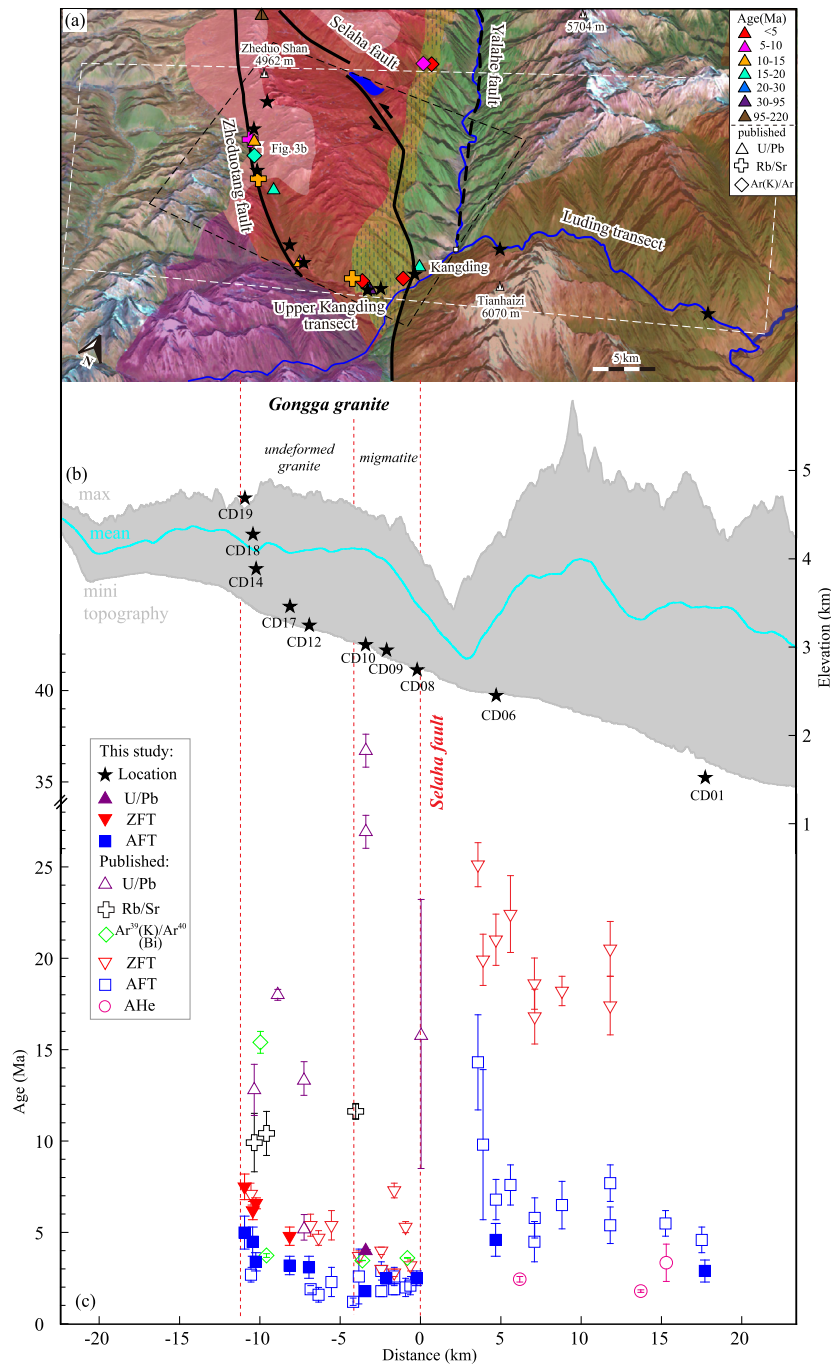 (a)
Zheduo Shan
4962 m
Selaha fault
Yalahe fault
5704 m
Zheduotang fault
Fig. 3b
Luding transect
Kangding
Upper Kangding
transect
Tianhaizi
6070 m
N
5 km
Age(Ma)
<5
5-10
10-15
15-20
20-30
30-95
95-220
published
U/Pb
Rb/Sr
Ar(K)/Ar
Gongga granite
undeformed
granite
migmatite
(b)
max
mean
mini
topography
CD19
CD18
CD14
CD17
CD12
CD10
CD09
CD08
CD06
CD01
Selaha fault
5
4
3
2
1
Elevation (km)
This study:
Location
U/Pb
ZFT
AFT
Published:
U/Pb
Rb/Sr
Ar39(K)/Ar40
(Bi)
ZFT
AFT
AHe
40
35
25
20
15
10
5
0
Age (Ma)
(c)
-20
-15
-10
-5
0
5
10
15
20
Distance (km)